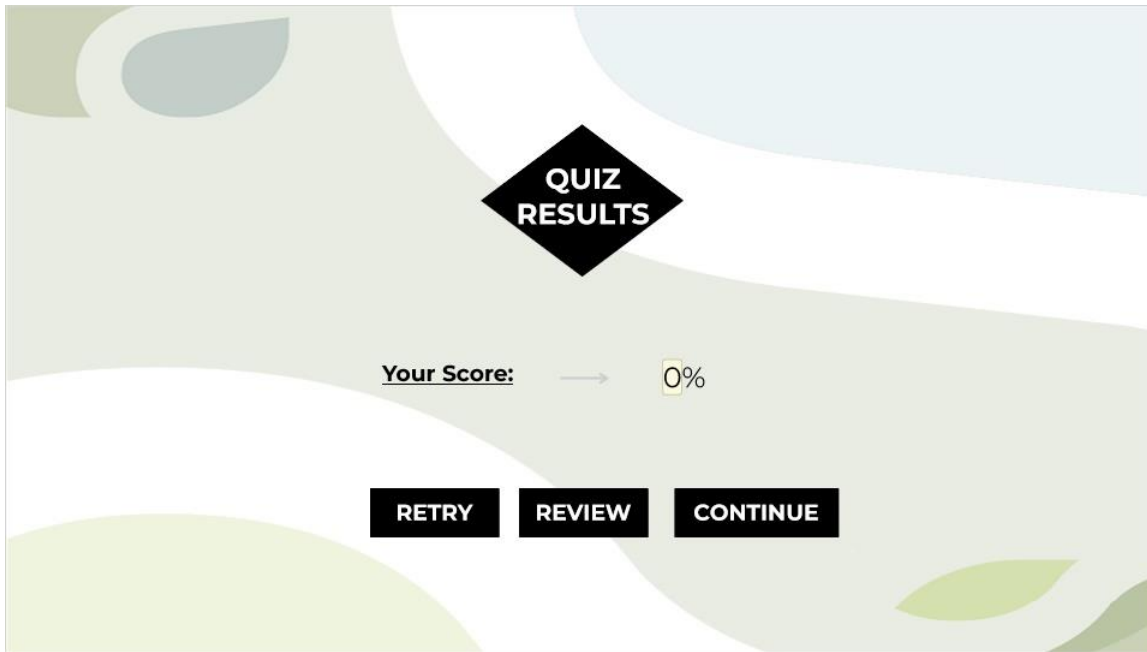 QUIZ
RESULTS
Your Score:
0%
RETRY
REVIEW
CONTINUE